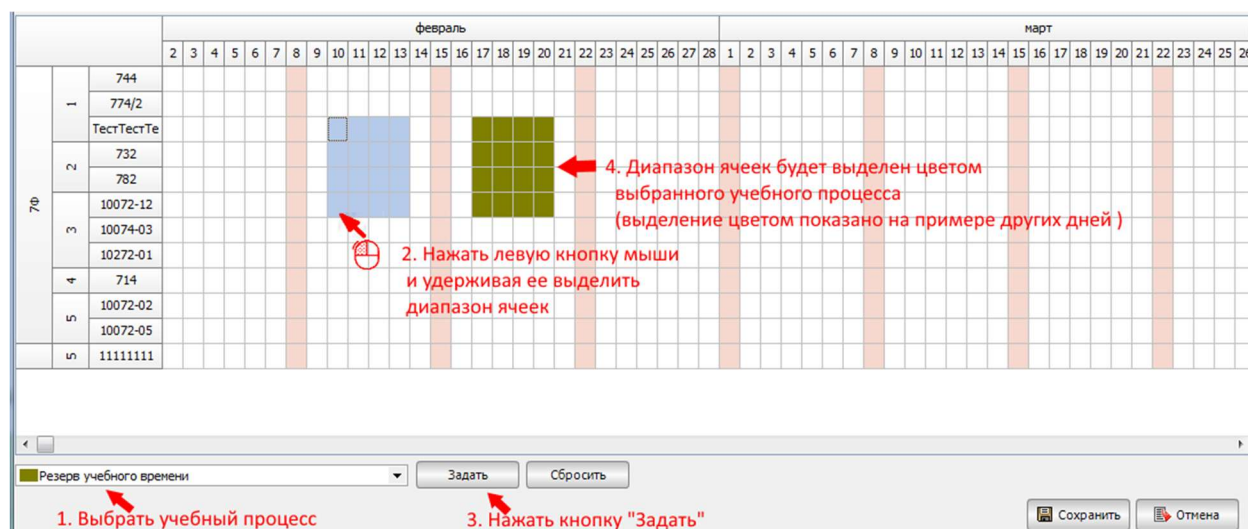 февраль март
2 3 4 5 6 7 8 9 10 11 12 13 14 15 16 17 18 19 20 21 22 23 24 25 26 27 28 1 2 3 4 5 6 7 8 9 10 11 12 13 14 15 16 17 18 19 20 21 22 23 24 25 26
7Ф
1
744
774/2
ТестТестТе
2
732
782
3
10072-12
10074-03
10272-01
4
714
5
10072-02
10072-05
5
11111111
4. Диапазон ячеек будет выделен цветом
выбранного учебного процесса
(выделение цветом показано на примере других дней )
2. Нажать левую кнопку мыши
и удерживая ее выделить
диапазон ячеек
Резерв учебного времени Задать Сбросить
1. Выбрать учебный процесс 3. Нажать кнопку "Задать"
Сохранить Отмена